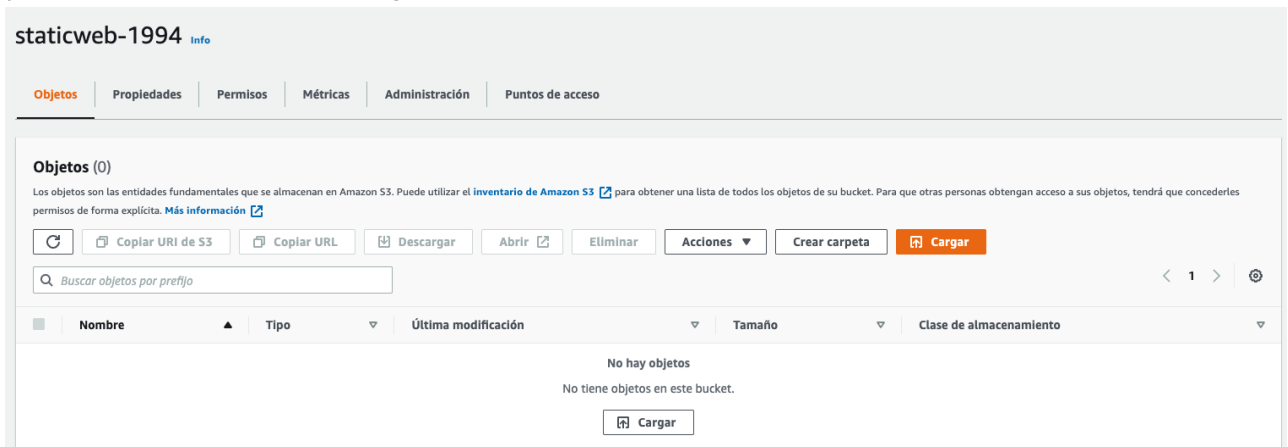 staticweb-1994 Info
Objetos Propiedades Permisos Métricas Administración Puntos de acceso
Objetos (0)
Los objetos son las entidades fundamentales que se almacenan en Amazon S3. Puede utilizar el inventario de Amazon S3 para obtener una lista de todos los objetos de su bucket. Para que otras personas obtengan acceso a sus objetos, tendrá que concederles
permisos de forma explícita. Más información
Copiar URI de S3 Copiar URL Descargar Abrir Eliminar Acciones Crear carpeta Cargar
Buscar objetos por prefijo 1
Nombre Tipo Última modificación Tamaño Clase de almacenamiento
No hay objetos
No tiene objetos en este bucket.
Cargar